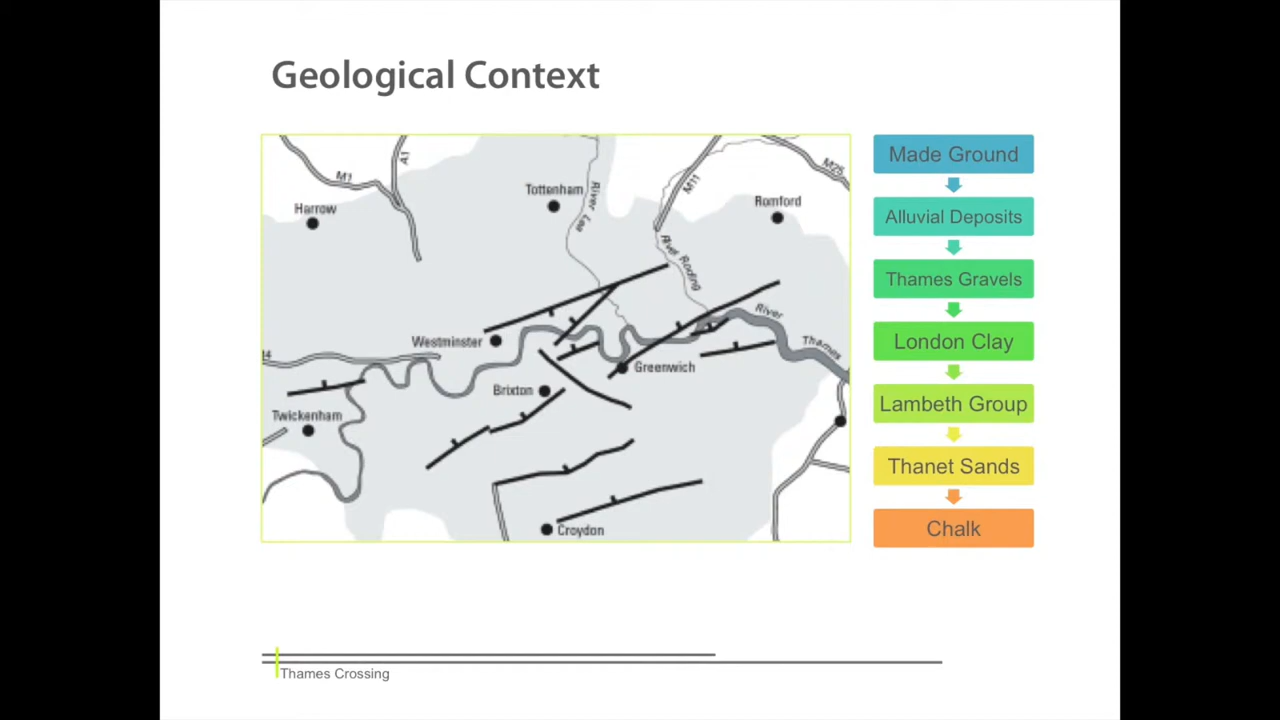 Geological Context
M1
A1
M11
M25
Harrow
Tottenham
River Lea
Romford
River Roding
Westminster
River
Thames
Greenwich
Brixton
Twickenham
Croydon
Made Ground
Alluvial Deposits
Thames Gravels
London Clay
Lambeth Group
Thanet Sands
Chalk
Thames Crossing